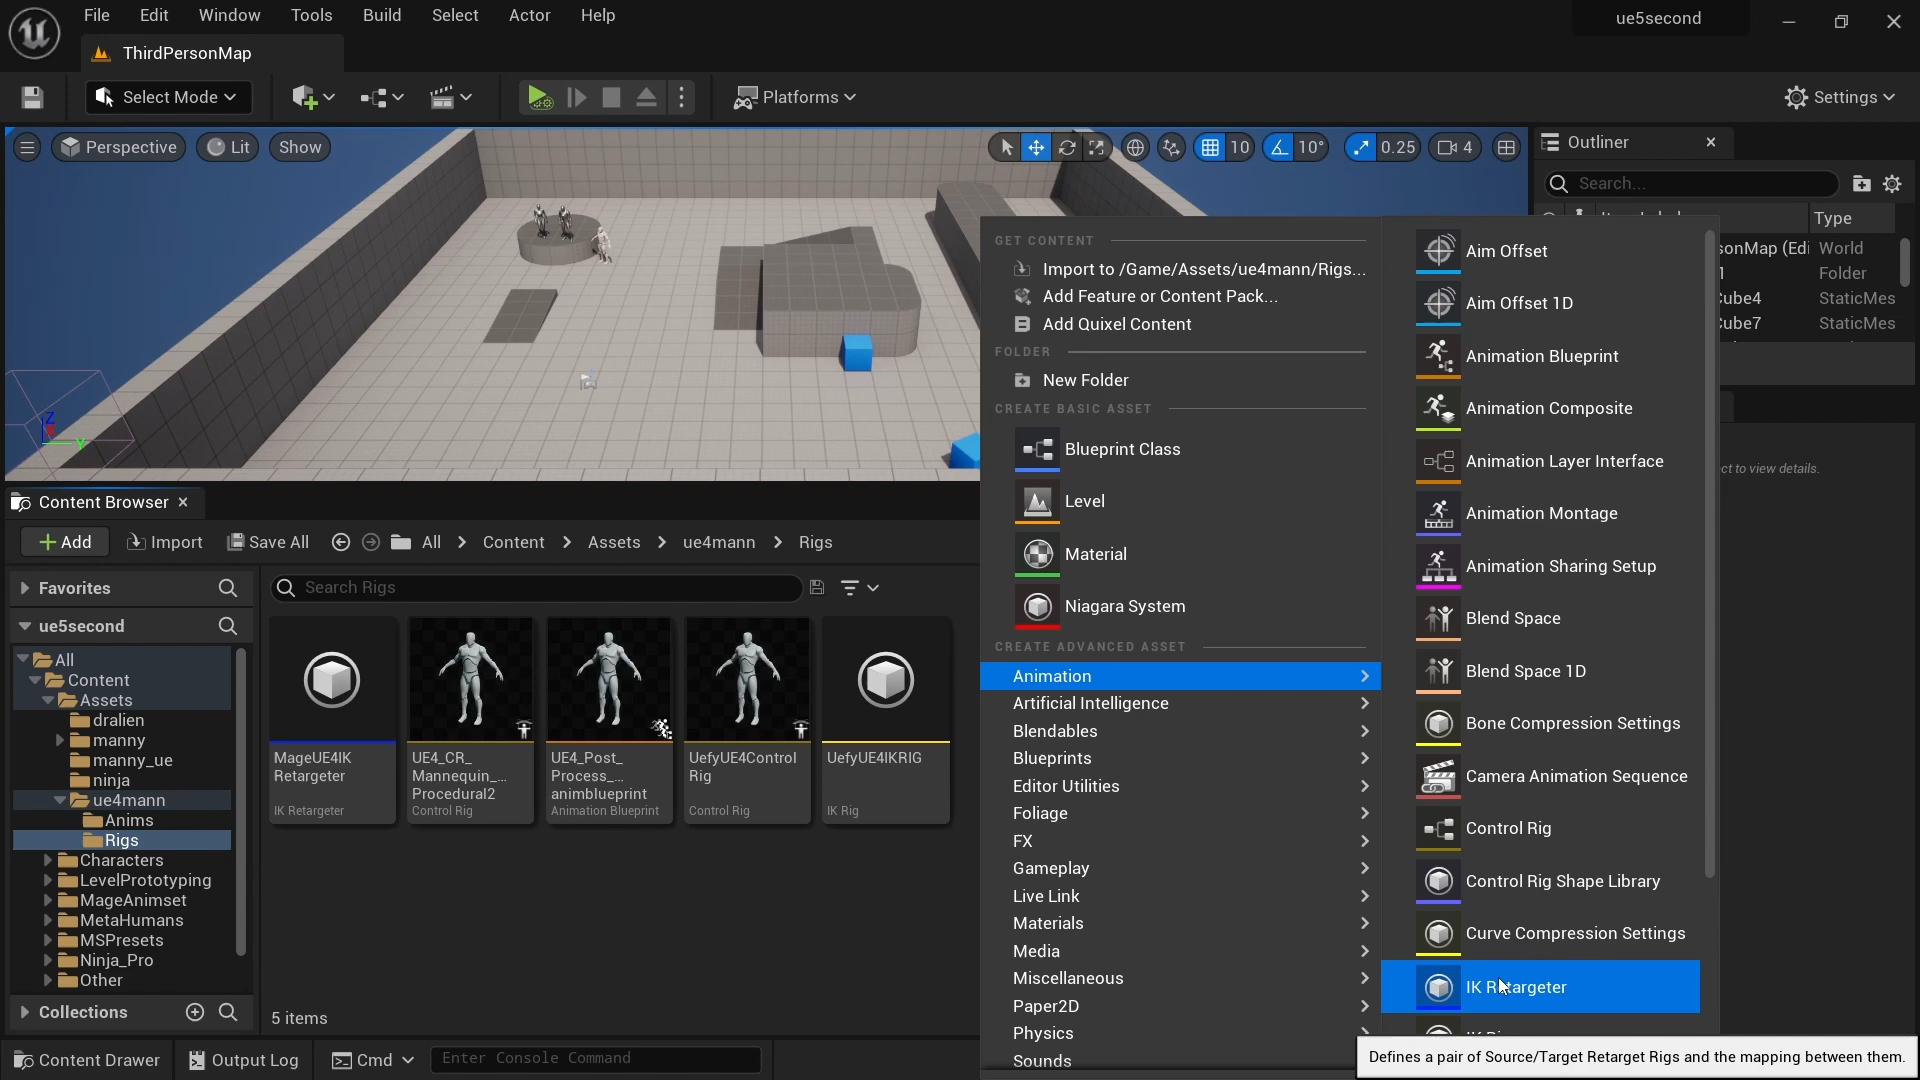 File Edit Window Tools Build Select Actor Help
ue5second
ThirdPersonMap
Select Mode
Platforms
Settings
Perspective
Lit
Show
10
10°
0.25
4
Outliner
Search...
Type
sonMap (Edi World
Folder
Cube4 StaticMes
Cube7 StaticMes
ct to view details.
Z
Y
GET CONTENT
Import to /Game/Assets/ue4mann/Rigs...
Add Feature or Content Pack...
Add Quixel Content
FOLDER
New Folder
CREATE BASIC ASSET
Blueprint Class
Level
Material
Niagara System
CREATE ADVANCED ASSET
Animation
Artificial Intelligence
Blendables
Blueprints
Editor Utilities
Foliage
FX
Gameplay
Live Link
Materials
Media
Miscellaneous
Paper2D
Physics
Sounds
Aim Offset
Aim Offset 1D
Animation Blueprint
Animation Composite
Animation Layer Interface
Animation Montage
Animation Sharing Setup
Blend Space
Blend Space 1D
Bone Compression Settings
Camera Animation Sequence
Control Rig
Control Rig Shape Library
Curve Compression Settings
IK Retargeter
Defines a pair of Source/Target Retarget Rigs and the mapping between them.
Content Browser
Add
Import
Save All
All
Content
Assets
ue4mann
Rigs
Favorites
Search Rigs
ue5second
All
Content
Assets
dralien
manny
manny_ue
ninja
ue4mann
Anims
Rigs
Characters
LevelPrototyping
MageAnimset
MetaHumans
MSPresets
Ninja_Pro
Other
Collections
MageUE4IK
Retargeter
IK Retargeter
UE4_CR_
Mannequin_...
Procedural2
Control Rig
UE4_Post_
Process_...
animblueprint
Animation Blueprint
UefyUE4Control
Rig
Control Rig
UefyUE4IKRIG
IK Rig
5 items
Content Drawer
Output Log
Cmd
Enter Console Command